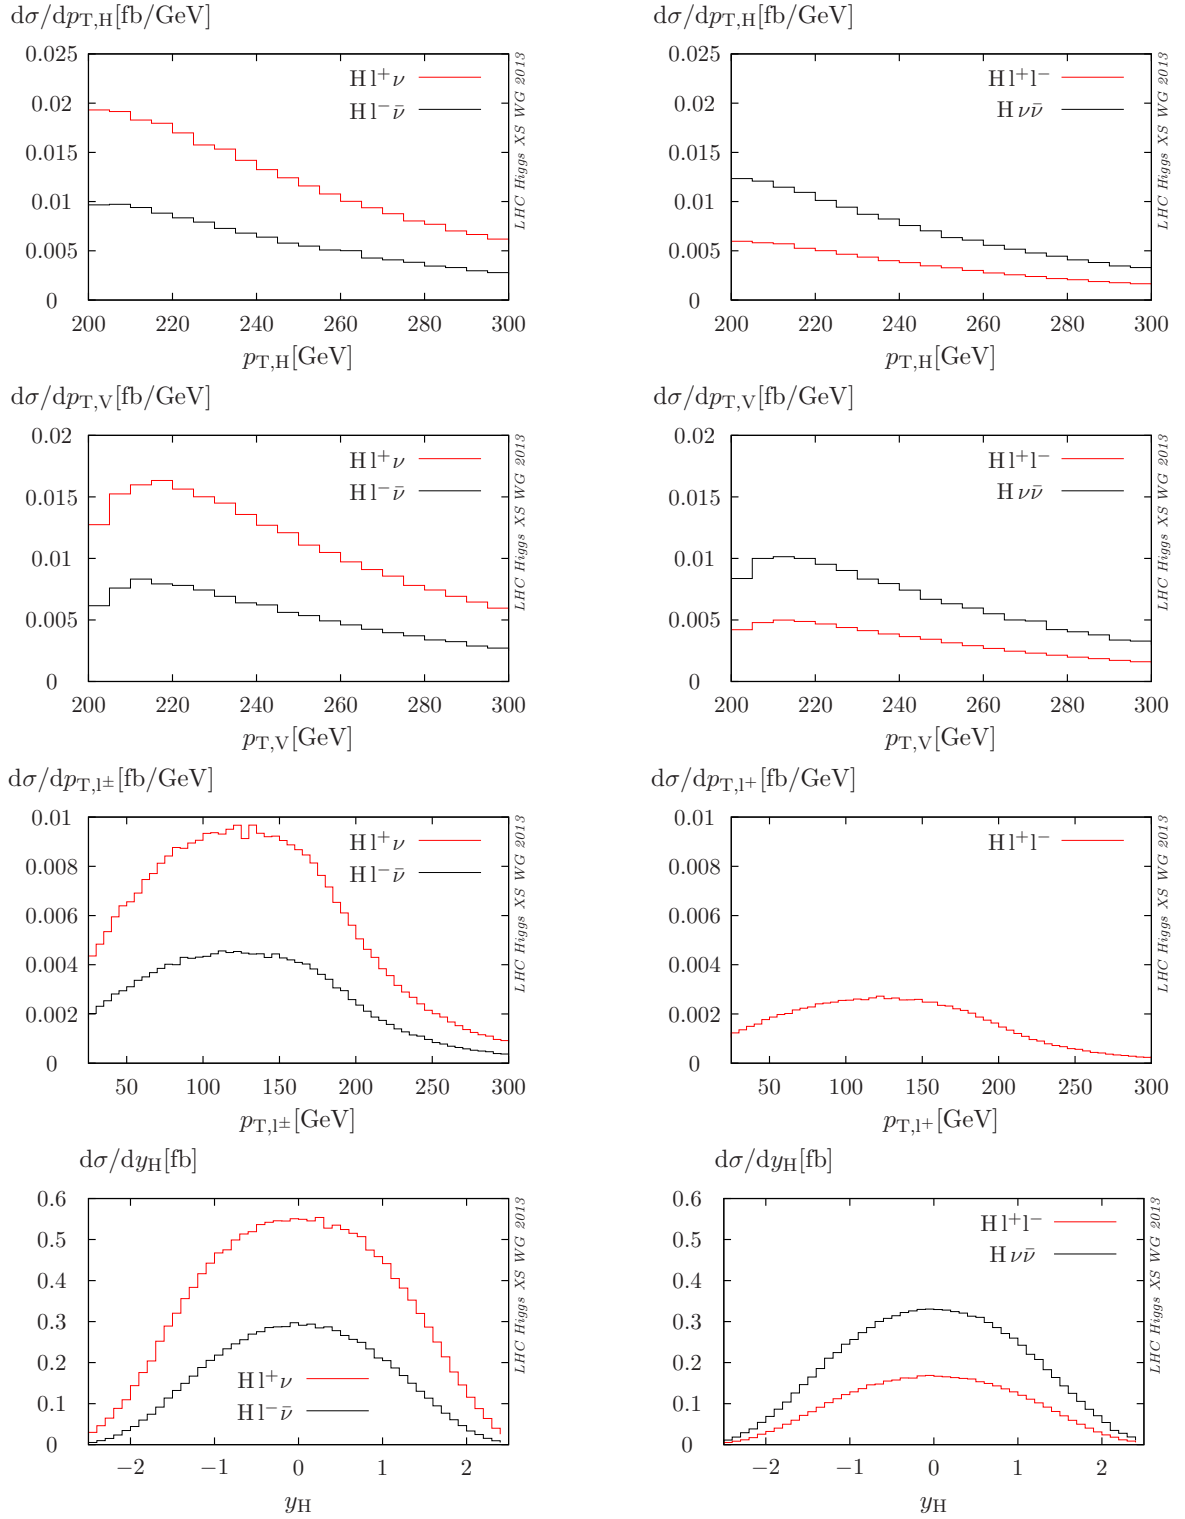 dσ/dp_T,H[fb/GeV]
0.025
0.02
0.015
0.01
0.005
0
200 220 240 260 280 300
p_T,H[GeV]
H l⁺ ν
H l⁻ ν̄
LHC Higgs XS WG 2013
dσ/dp_T,H[fb/GeV]
0.025
0.02
0.015
0.01
0.005
0
200 220 240 260 280 300
p_T,H[GeV]
H l⁺ l⁻
H ν ν̄
LHC Higgs XS WG 2013
dσ/dp_T,V[fb/GeV]
0.02
0.015
0.01
0.005
0
200 220 240 260 280 300
p_T,V[GeV]
H l⁺ ν
H l⁻ ν̄
LHC Higgs XS WG 2013
dσ/dp_T,V[fb/GeV]
0.02
0.015
0.01
0.005
0
200 220 240 260 280 300
p_T,V[GeV]
H l⁺ l⁻
H ν ν̄
LHC Higgs XS WG 2013
dσ/dp_T,l±[fb/GeV]
0.01
0.008
0.006
0.004
0.002
0
50 100 150 200 250 300
p_T,l±[GeV]
H l⁺ ν
H l⁻ ν̄
LHC Higgs XS WG 2013
dσ/dp_T,l⁺[fb/GeV]
0.01
0.008
0.006
0.004
0.002
0
50 100 150 200 250 300
p_T,l⁺[GeV]
H l⁺ l⁻
LHC Higgs XS WG 2013
dσ/dy_H[fb]
0.6
0.5
0.4
0.3
0.2
0.1
0
−2 −1 0 1 2
y_H
H l⁺ ν
H l⁻ ν̄
LHC Higgs XS WG 2013
dσ/dy_H[fb]
0.6
0.5
0.4
0.3
0.2
0.1
0
−2 −1 0 1 2
y_H
H l⁺ l⁻
H ν ν̄
LHC Higgs XS WG 2013